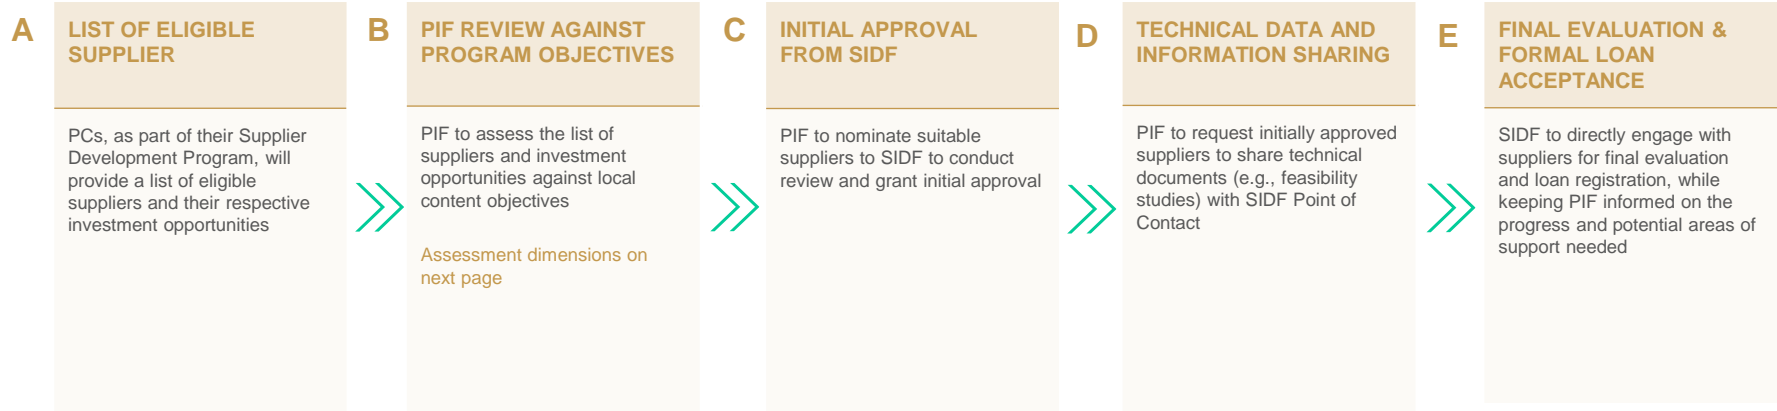 A
LIST OF ELIGIBLE
SUPPLIER
PCs, as part of their Supplier
Development Program, will
provide a list of eligible
suppliers and their respective
investment opportunities
B
PIF REVIEW AGAINST
PROGRAM OBJECTIVES
PIF to assess the list of
suppliers and investment
opportunities against local
content objectives
Assessment dimensions on
next page
C
INITIAL APPROVAL
FROM SIDF
PIF to nominate suitable
suppliers to SIDF to conduct
review and grant initial approval
D
TECHNICAL DATA AND
INFORMATION SHARING
PIF to request initially approved
suppliers to share technical
documents (e.g., feasibility
studies) with SIDF Point of
Contact
E
FINAL EVALUATION &
FORMAL LOAN
ACCEPTANCE
SIDF to directly engage with
suppliers for final evaluation
and loan registration, while
keeping PIF informed on the
progress and potential areas of
support needed